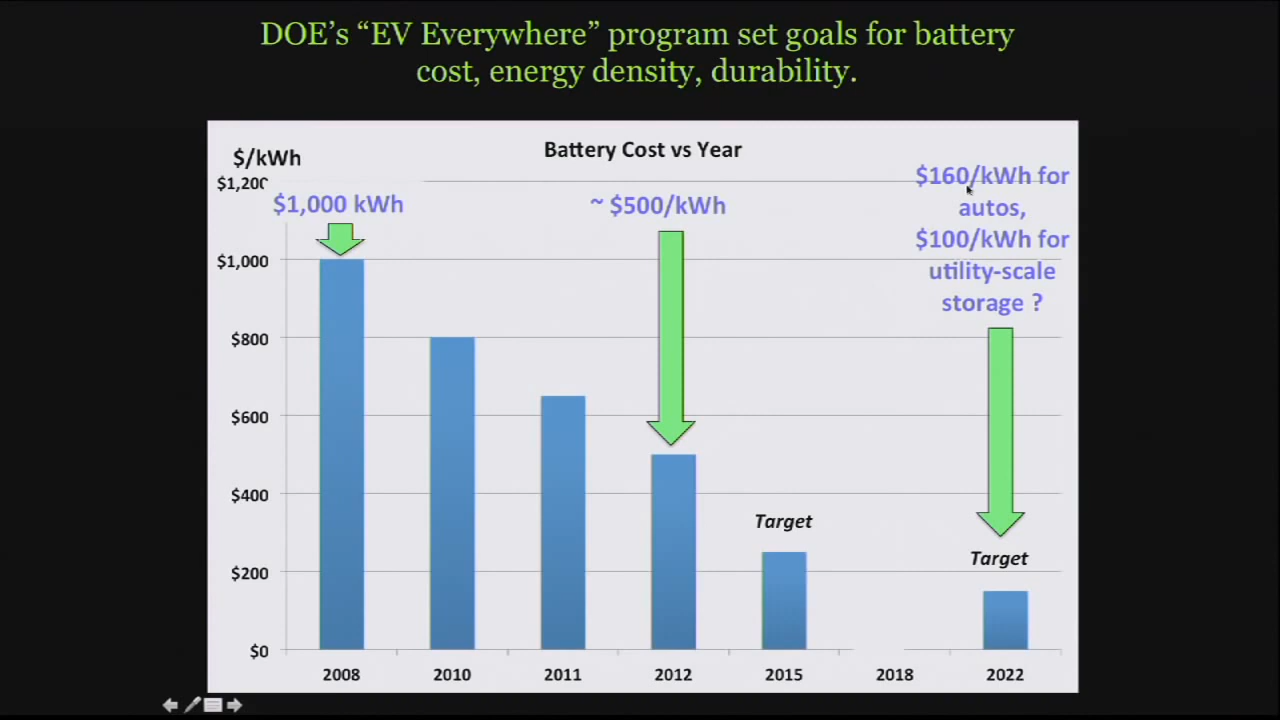 DOE’s “EV Everywhere” program set goals for battery
cost, energy density, durability.
Battery Cost vs Year
$/kWh
$1,200
$1,000 kWh
~ $500/kWh
$160/kWh for
autos,
$100/kWh for
utility-scale
storage ?
$1,000
$800
$600
$400
$200
$0
Target
Target
2008
2010
2011
2012
2015
2018
2022